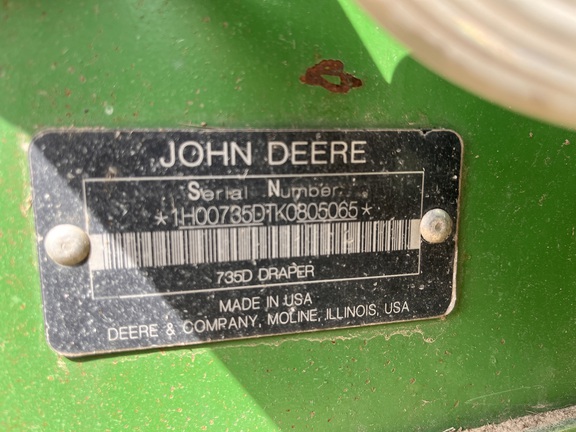 JOHN DEERE
Serial Number
*1H00735DTK0805065*
735D DRAPER
MADE IN USA
DEERE & COMPANY, MOLINE, ILLINOIS, USA